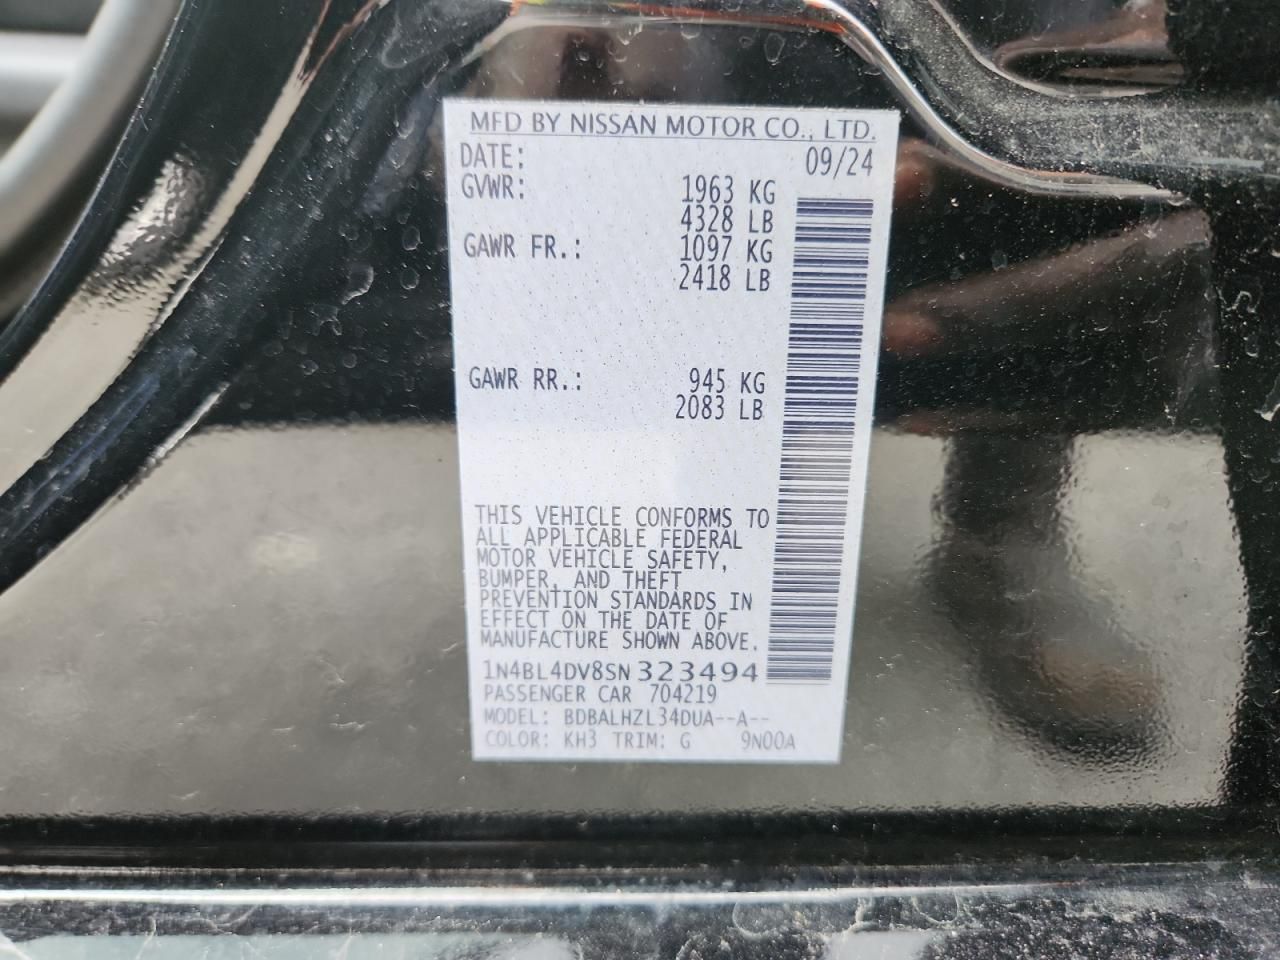 MFD BY NISSAN MOTOR CO., LTD.
DATE: 09/24
GVWR: 1963 KG
4328 LB
GAWR FR.: 1097 KG
2418 LB
GAWR RR.: 945 KG
2083 LB
THIS VEHICLE CONFORMS TO
ALL APPLICABLE FEDERAL
MOTOR VEHICLE SAFETY,
BUMPER, AND THEFT
PREVENTION STANDARDS IN
EFFECT ON THE DATE OF
MANUFACTURE SHOWN ABOVE.
1N4BL4DV8SN323494
PASSENGER CAR 704219
MODEL: BDBALHZL34DUA--A--
COLOR: KH3 TRIM: G 9N00A